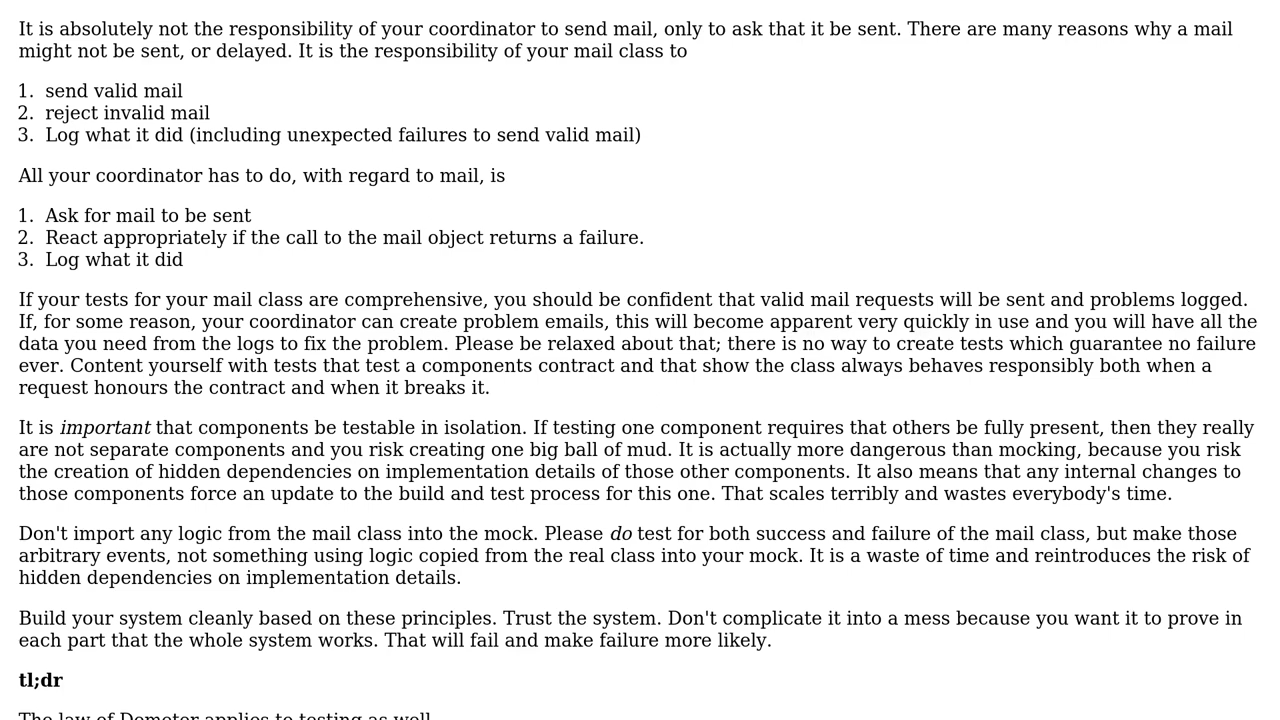 It is absolutely not the responsibility of your coordinator to send mail, only to ask that it be sent. There are many reasons why a mail
might not be sent, or delayed. It is the responsibility of your mail class to
1. send valid mail
2. reject invalid mail
3. Log what it did (including unexpected failures to send valid mail)
All your coordinator has to do, with regard to mail, is
1. Ask for mail to be sent
2. React appropriately if the call to the mail object returns a failure.
3. Log what it did
If your tests for your mail class are comprehensive, you should be confident that valid mail requests will be sent and problems logged.
If, for some reason, your coordinator can create problem emails, this will become apparent very quickly in use and you will have all the
data you need from the logs to fix the problem. Please be relaxed about that; there is no way to create tests which guarantee no failure
ever. Content yourself with tests that test a components contract and that show the class always behaves responsibly both when a
request honours the contract and when it breaks it.
It is important that components be testable in isolation. If testing one component requires that others be fully present, then they really
are not separate components and you risk creating one big ball of mud. It is actually more dangerous than mocking, because you risk
the creation of hidden dependencies on implementation details of those other components. It also means that any internal changes to
those components force an update to the build and test process for this one. That scales terribly and wastes everybody's time.
Don't import any logic from the mail class into the mock. Please do test for both success and failure of the mail class, but make those
arbitrary events, not something using logic copied from the real class into your mock. It is a waste of time and reintroduces the risk of
hidden dependencies on implementation details.
Build your system cleanly based on these principles. Trust the system. Don't complicate it into a mess because you want it to prove in
each part that the whole system works. That will fail and make failure more likely.
tl;dr
The law of Demeter applies to testing as well